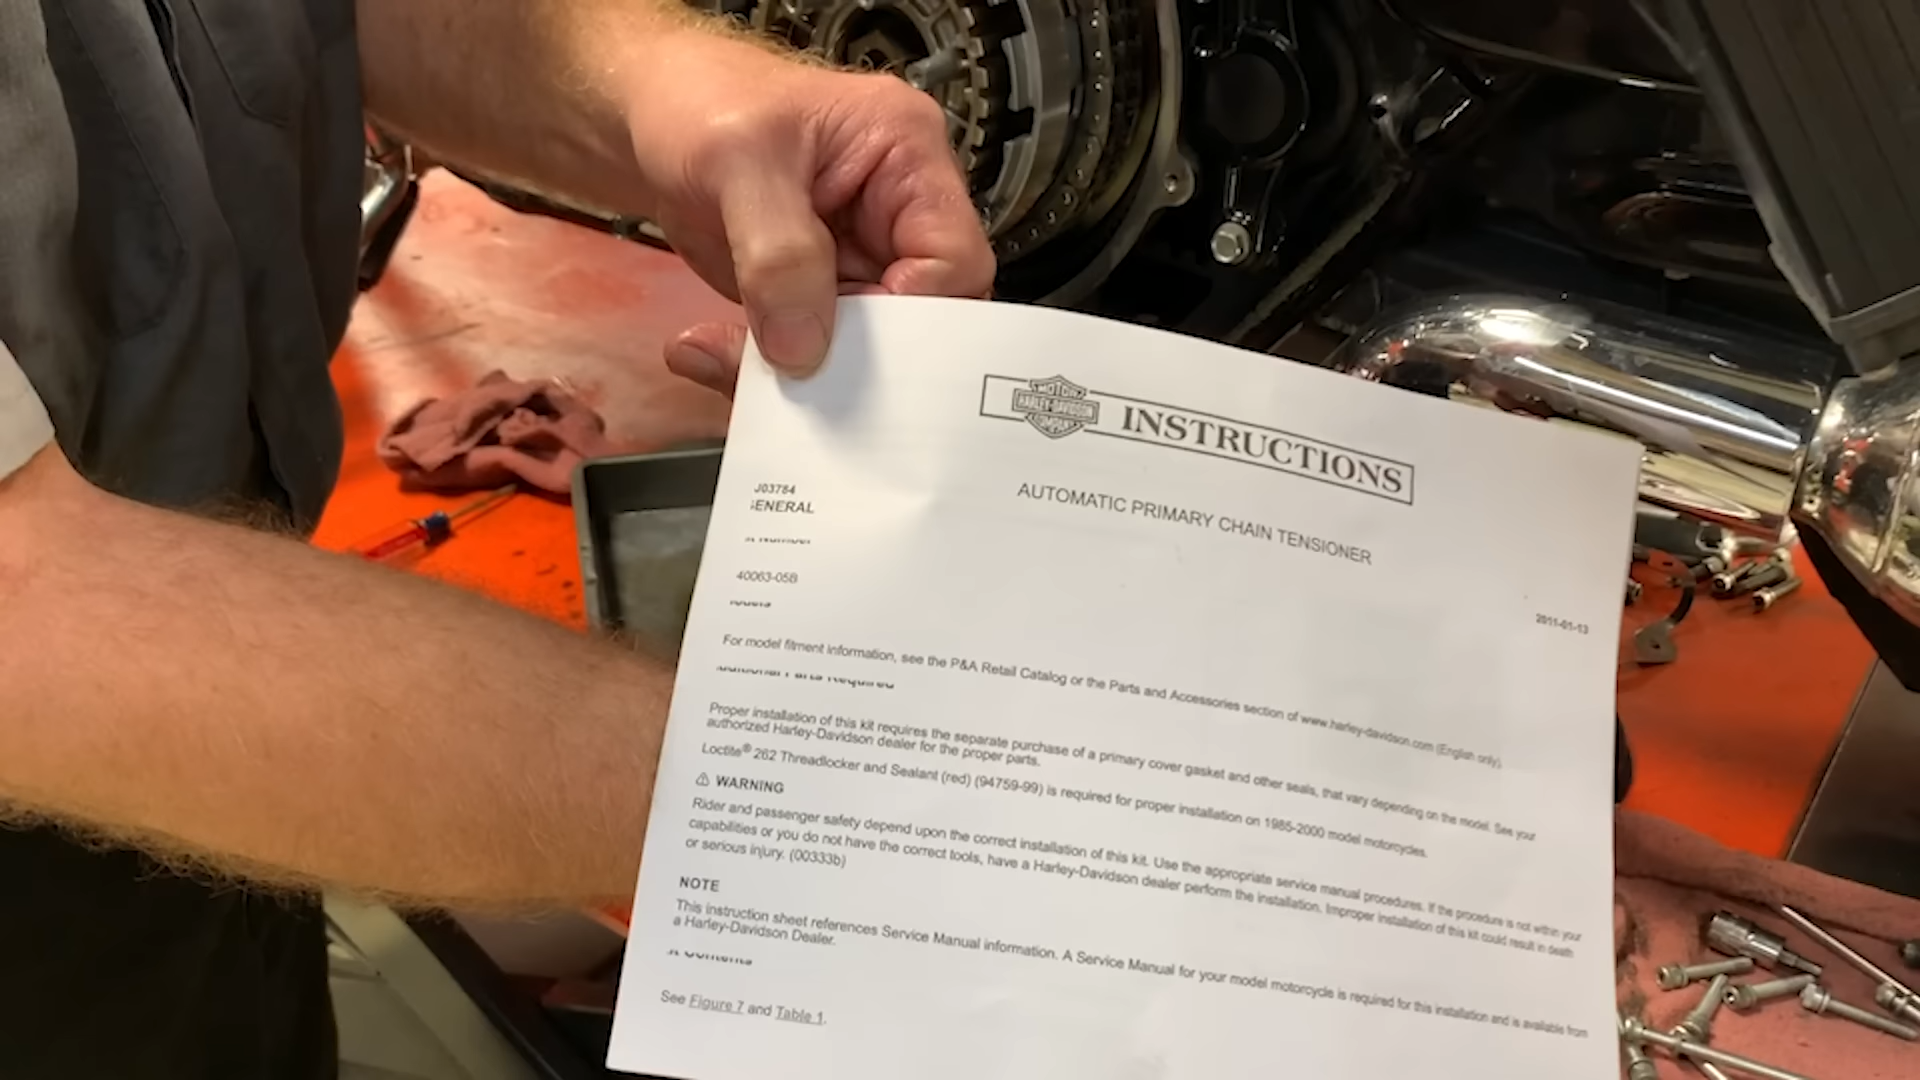 MOTOR
HARLEY-DAVIDSON
COMPANY
INSTRUCTIONS
J03784
ENERAL
AUTOMATIC PRIMARY CHAIN TENSIONER
40063-05B
2011-01-13
For model fitment information, see the P&A Retail Catalog or the Parts and Accessories section of www.harley-davidson.com (English only).
Proper installation of this kit requires the separate purchase of a primary cover gasket and other seals, that vary depending on the model. See your
authorized Harley-Davidson dealer for the proper parts.
Loctite® 262 Threadlocker and Sealant (red) (94759-99) is required for proper installation on 1985-2000 model motorcycles.
⚠ WARNING
Rider and passenger safety depend upon the correct installation of this kit. Use the appropriate service manual procedures. If the procedure is not within your
capabilities or you do not have the correct tools, have a Harley-Davidson dealer perform the installation. Improper installation of this kit could result in death
or serious injury. (00333b)
NOTE
This instruction sheet references Service Manual information. A Service Manual for your model motorcycle is required for this installation and is available from
a Harley-Davidson Dealer.
See Figure 7 and Table 1.